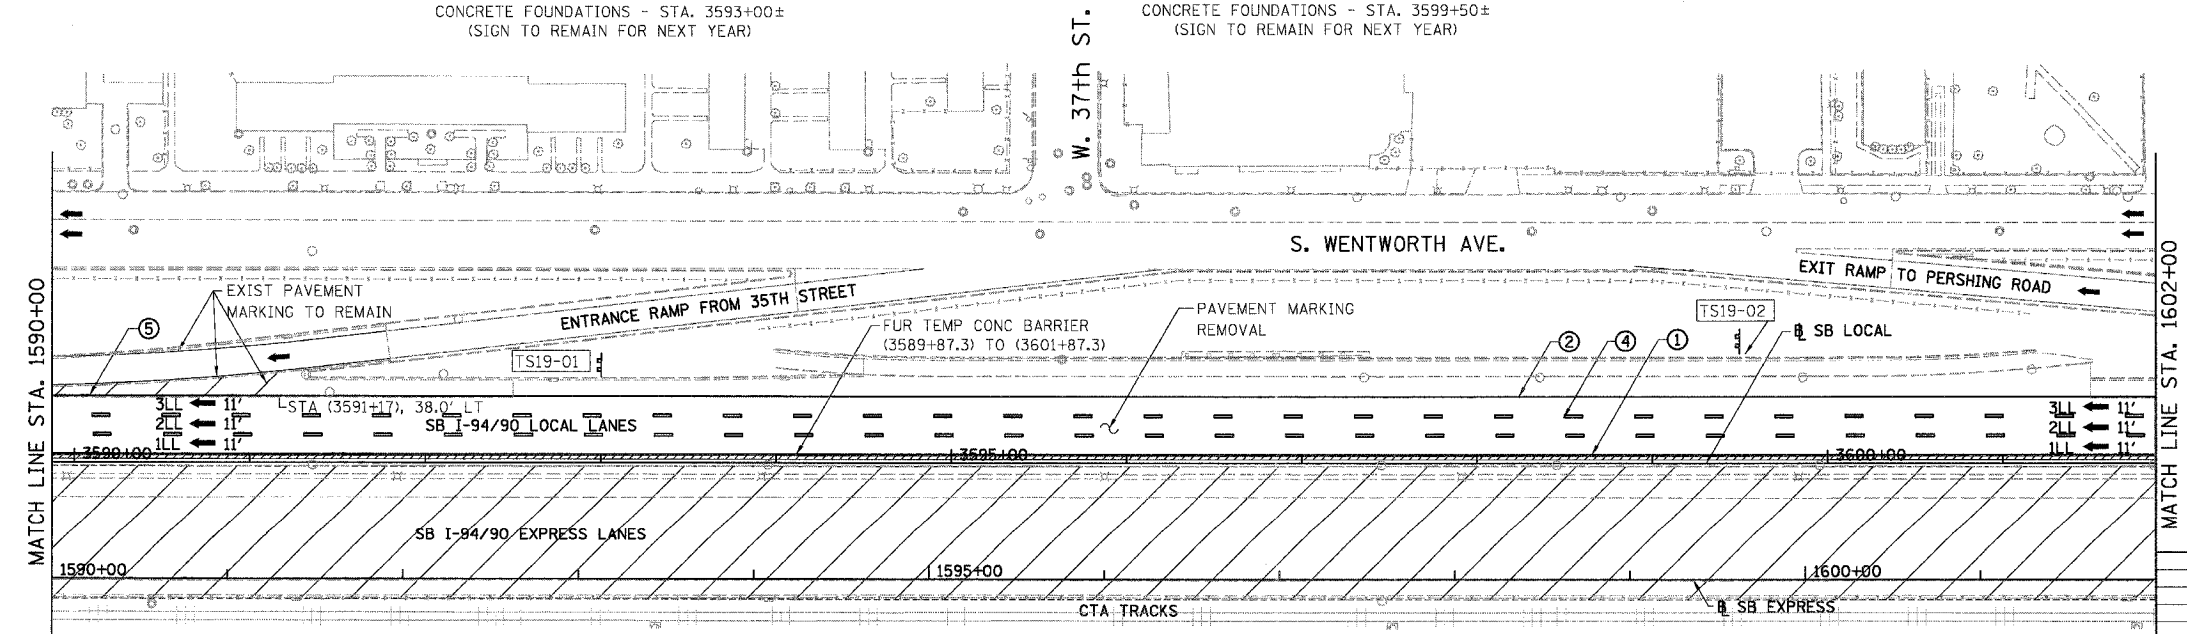 CONCRETE FOUNDATIONS - STA. 3593+00±
(SIGN TO REMAIN FOR NEXT YEAR)
CONCRETE FOUNDATIONS - STA. 3599+50±
(SIGN TO REMAIN FOR NEXT YEAR)
W. 37th ST.
S. WENTWORTH AVE.
EXIT RAMP TO PERSHING ROAD
EXIST PAVEMENT
MARKING TO REMAIN
ENTRANCE RAMP FROM 35TH STREET
FUR TEMP CONC BARRIER
(3589+87.3) TO (3601+87.3)
PAVEMENT MARKING
REMOVAL
TS19-02
℄ SB LOCAL
5
TS19-01
2
4
1
STA (3591+17), 38.0' LT
3LL 11'
2LL 11'
1LL 11'
SB I-94/90 LOCAL LANES
3LL 11'
2LL 11'
1LL 11'
3590+00
3595+00
3600+00
SB I-94/90 EXPRESS LANES
1590+00
1595+00
1600+00
CTA TRACKS
℄ SB EXPRESS
MATCH LINE STA. 1590+00
MATCH LINE STA. 1602+00